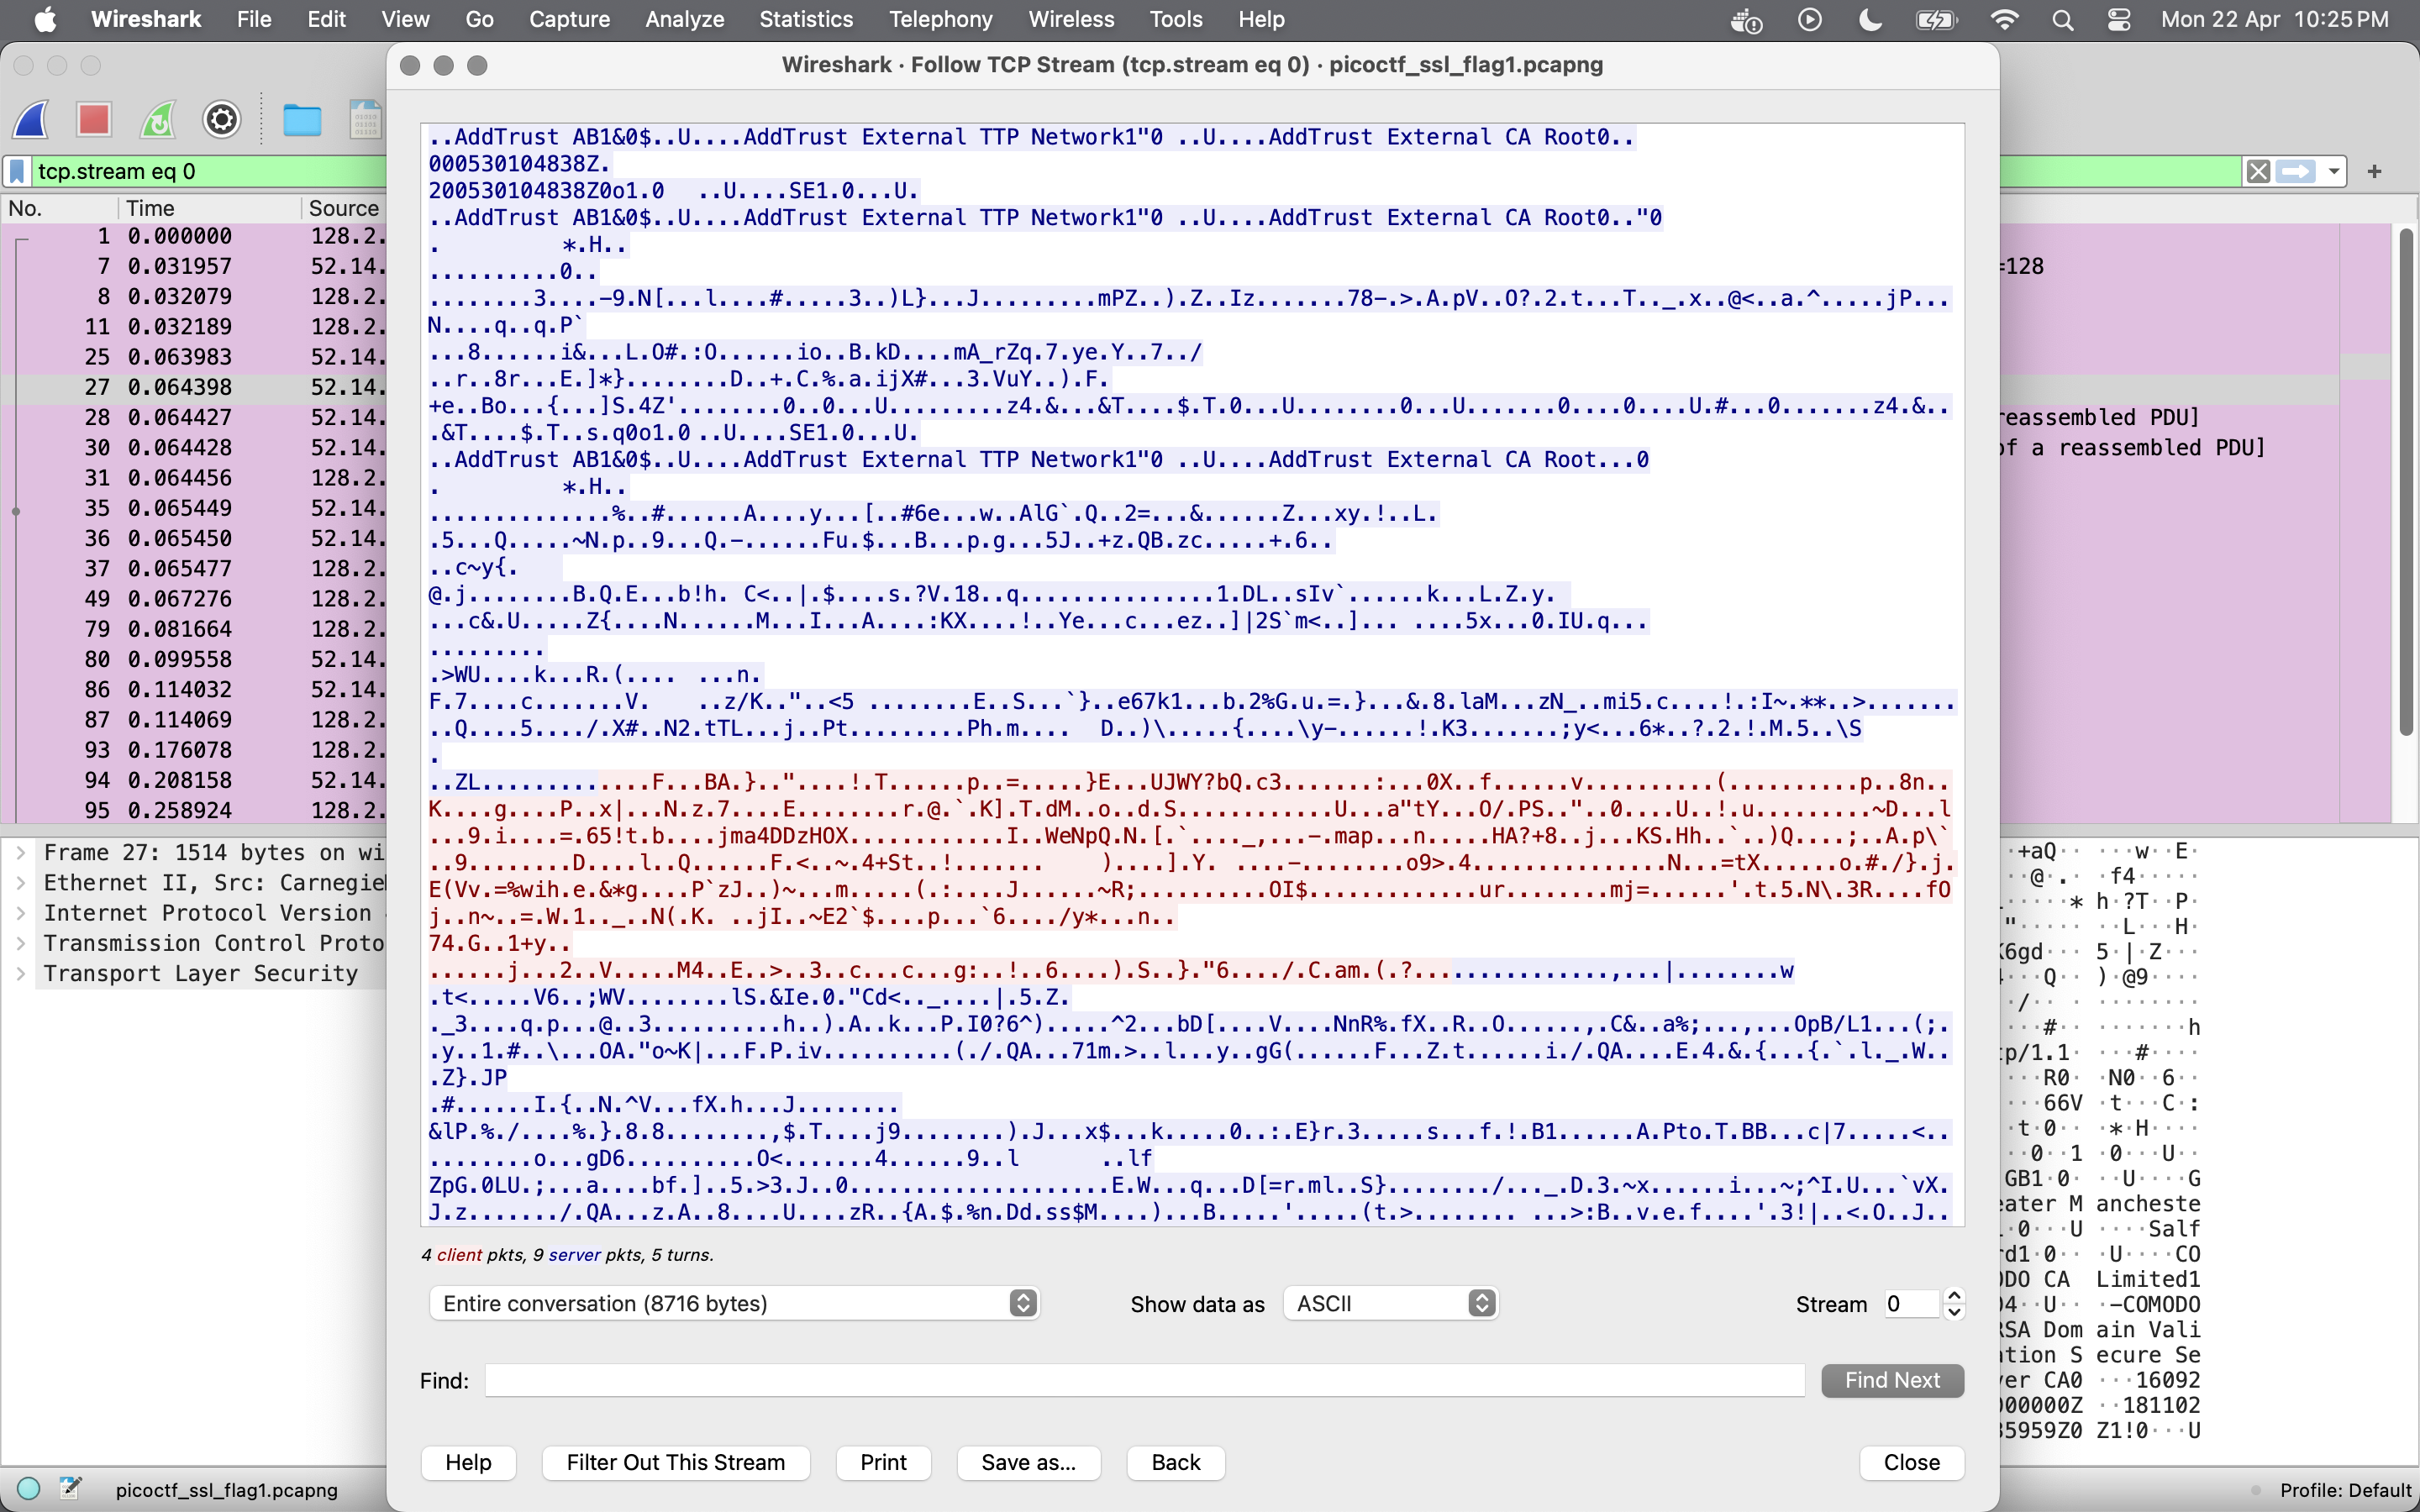 Wireshark File Edit View Go Capture Analyze Statistics Telephony Wireless Tools Help Mon 22 Apr 10:25 PM
Wireshark · Follow TCP Stream (tcp.stream eq 0) · picoctf_ssl_flag1.pcapng
tcp.stream eq 0
No. Time Source
1 0.000000 128.2.
7 0.031957 52.14.
8 0.032079 128.2.
11 0.032189 128.2.
25 0.063983 52.14.
27 0.064398 52.14.
28 0.064427 52.14.
30 0.064428 52.14.
31 0.064456 128.2.
35 0.065449 52.14.
36 0.065450 52.14.
37 0.065477 128.2.
49 0.067276 128.2.
79 0.081664 128.2.
80 0.099558 52.14.
86 0.114032 52.14.
87 0.114069 128.2.
93 0.176078 128.2.
94 0.208158 52.14.
95 0.258924 128.2.
=128
reassembled PDU]
of a reassembled PDU]
Frame 27: 1514 bytes on wi
Ethernet II, Src: Carnegie
Internet Protocol Version
Transmission Control Proto
Transport Layer Security
..AddTrust AB1&0$..U....AddTrust External TTP Network1"0 ..U....AddTrust External CA Root0..
000530104838Z.
200530104838Z0o1.0 ..U....SE1.0...U.
..AddTrust AB1&0$..U....AddTrust External TTP Network1"0 ..U....AddTrust External CA Root0.."0
. *.H..
..........0..
........3....-9.N[...l....#.....3..)L}...J.........mPZ..).Z..Iz.......78-.>.A.pV..O?.2.t...T.._.x..@<..a.^.....jP...
N....q..q.P`
...8......i&...L.O#.:O......io..B.kD....mA_rZq.7.ye.Y..7../
..r..8r...E.]*}........D..+.C.%.a.ijX#...3.VuY..).F.
+e..Bo...{...]S.4Z'........0..0...U.........z4.&...&T....$.T.0...U........0...U.......0....0....U.#...0.......z4.&..
.&T....$.T..s.q0o1.0 ..U....SE1.0...U.
..AddTrust AB1&0$..U....AddTrust External TTP Network1"0 ..U....AddTrust External CA Root...0
. *.H..
..............%..#......A....y...[..#6e...w..AlG`.Q..2=...&......Z...xy.!..L.
.5...Q.....~N.p..9...Q.-......Fu.$...B...p.g...5J..+z.QB.zc.....+.6..
..c~y{.
@.j........B.Q.E...b!h. C<..|.$....s.?V.18..q...............1.DL..sIv`......k...L.Z.y.
...c&.U.....Z{....N......M...I...A....:KX....!..Ye...c...ez..]|2S`m<..]... ....5x...0.IU.q...
.........
.>WU....k...R.(.... ...n.
F.7....c.......V. ..z/K.."..<5 ........E..S...`}..e67k1...b.2%G.u.=.}...&.8.laM...zN_..mi5.c....!.:I~.**..>.......
..Q....5..../.X#..N2.tTL...j..Pt.........Ph.m.... D..)\.....{....\y-......!.K3.......;y<...6*..?.2.!.M.5..\S
.
..ZL.............F...BA.}.."....!.T......p..=.....}E...UJWY?bQ.c3.......:...0X..f......v..........(..........p..8n..
K....g....P..x|...N.z.7....E........r.@.`.K].T.dM..o..d.S............U...a"tY...O/.PS.."..0....U..!.u.........~D...l
...9.i....=.65!t.b....jma4DDzHOX............I..WeNpQ.N.[.`...._,...-.map...n.....HA?+8..j...KS.Hh..`..)Q....;..A.p\`
..9........D....l..Q......F.<..~.4+St..!....... )....].Y. ....-........o9>.4...............N...=tX......o.#./}.j.
E(Vv.=%wih.e.&*g....P`zJ..)~...m.....(.:....J......~R;..........OI$.............ur........mj=......'.t.5.N\.3R....fO
j..n~..=.W.1.._..N(.K. ..jI..~E2`$....p...`6..../y*...n..
74.G..1+y..
......j...2..V.....M4..E..>..3..c...c...g:..!..6....).S..}."6..../.C.am.(.?...............,...|........w
.t<.....V6..;WV........lS.&Ie.0."Cd<.._....|.5.Z.
._3....q.p...@..3..........h..).A..k...P.I0?6^).....^2...bD[....V....NnR%.fX..R..O......,.C&..a%;...,...OpB/L1...(;.
.y..1.#..\...OA."o~K|...F.P.iv..........(./.QA...71m.>..l...y..gG(......F...Z.t......i./.QA....E.4.&.{...{.`.l._.W..
.Z}.JP
.#......I.{..N.^V...fX.h...J........
&lP.%./....%.}.8.8........,$.T....j9........).J...x$...k.....0..:.E}r.3.....s...f.!.B1......A.Pto.T.BB...c|7.....<..
........o...gD6..........O<.......4......9..l ..lf
ZpG.0LU.;...a....bf.]..5.>3.J..0....................E.W...q...D[=r.ml..S}......../..._.D.3.~x......i...~;^I.U...`vX.
J.z......./.QA...z.A..8....U....zR..{A.$.%n.Dd.ss$M....)...B.....'.....(t.>........ ...>:B..v.e.f....'.3!|..<.O..J..
4 client pkts, 9 server pkts, 5 turns.
Entire conversation (8716 bytes) Show data as ASCII Stream 0
Find: Find Next
Help Filter Out This Stream Print Save as... Back Close
·+aQ·· ···w··E·
··@·.· ·f4·····
·····* h·?T··P·
"····· ··L···H·
K6gd··· 5·|·Z···
···Q·· )·@9····
·/·· · ········
···#·· ·······h
tp/1.1· ···#····
···R0· ·N0··6··
···66V ·t···C·:
·t·0·· ·*·H····
··0··1 ·0···U··
GB1·0· ··U····G
eater M ancheste
·0···U ····Salf
rd1·0·· ·U····CO
ODO CA Limited1
04··U·· ·-COMODO
RSA Dom ain Vali
ation S ecure Se
ver CA0 ···16092
000000Z ··181102
35959Z0 Z1!0···U
picoctf_ssl_flag1.pcapng Profile: Default